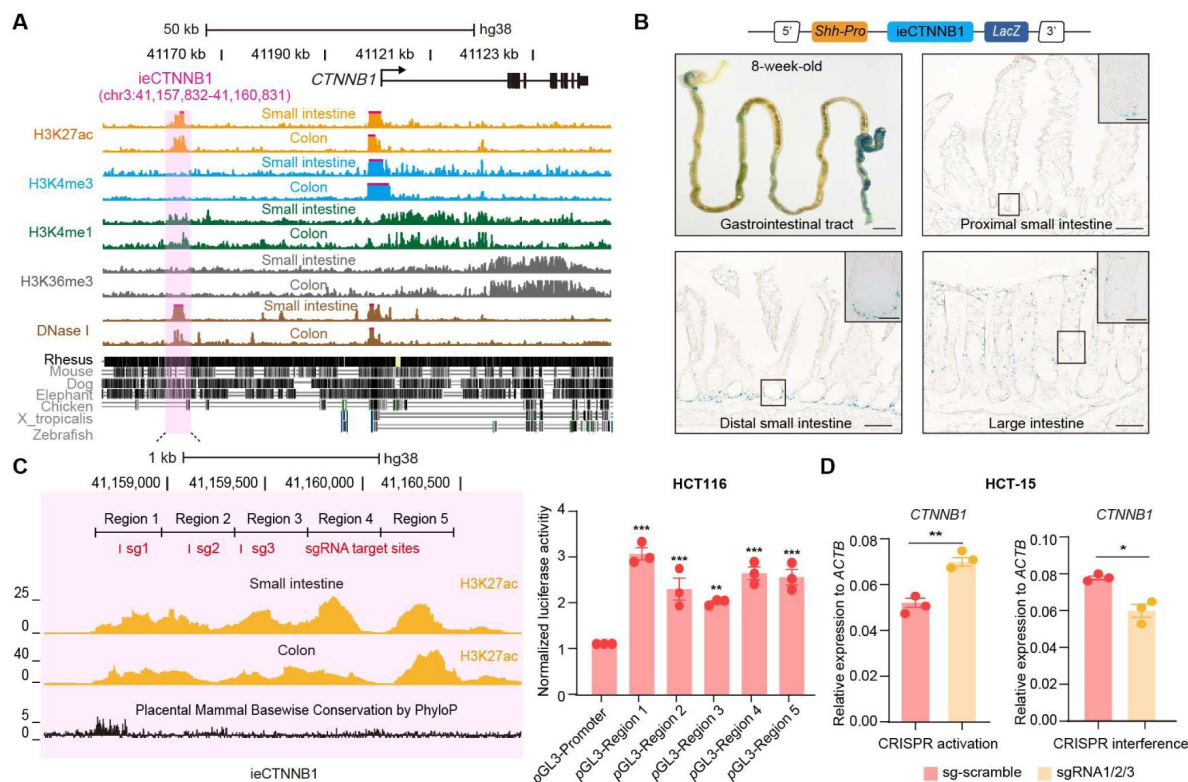 A
50 kb
hg38
41170 kb
41190 kb
41121 kb
41123 kb
ieCTNNB1
(chr3:41,157,832-41,160,831)
CTNNB1
H3K27ac
Small intestine
Colon
H3K4me3
Small intestine
Colon
H3K4me1
Small intestine
Colon
H3K36me3
Small intestine
Colon
DNase I
Small intestine
Colon
Rhesus
Mouse
Dog
Elephant
Chicken
X_tropicalis
Zebrafish
B
5'
Shh-Pro
ieCTNNB1
LacZ
3'
8-week-old
Gastrointestinal tract
Proximal small intestine
Distal small intestine
Large intestine
C
1 kb
hg38
41,159,000
41,159,500
41,160,000
41,160,500
Region 1
Region 2
Region 3
Region 4
Region 5
sg1
sg2
sg3
sgRNA target sites
Small intestine
H3K27ac
25
0
Colon
H3K27ac
40
0
Placental Mammal Basewise Conservation by PhyloP
5
0
ieCTNNB1
HCT116
Normalized luciferase activitiy
4
3
2
1
0
***
***
**
***
***
pGL3-Promoter
pGL3-Region 1
pGL3-Region 2
pGL3-Region 3
pGL3-Region 4
pGL3-Region 5
D
HCT-15
CTNNB1
**
Relative expression to ACTB
0.08
0.06
0.04
0.02
0.00
CRISPR activation
CTNNB1
*
Relative expression to ACTB
0.10
0.08
0.06
0.04
0.02
0.00
CRISPR interference
sg-scramble
sgRNA1/2/3